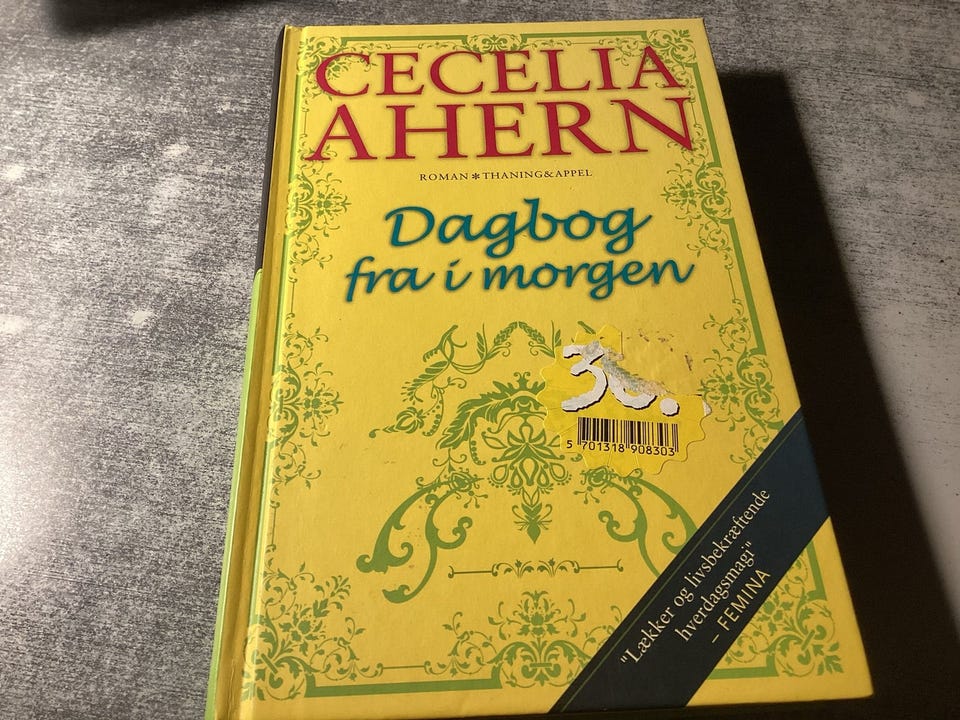 CECELIA
AHERN
ROMAN * THANING & APPEL
Dagbog
fra i morgen
5 701318 908303
"Lækker og livsbekræftende
hverdagsmagi"
– FEMINA